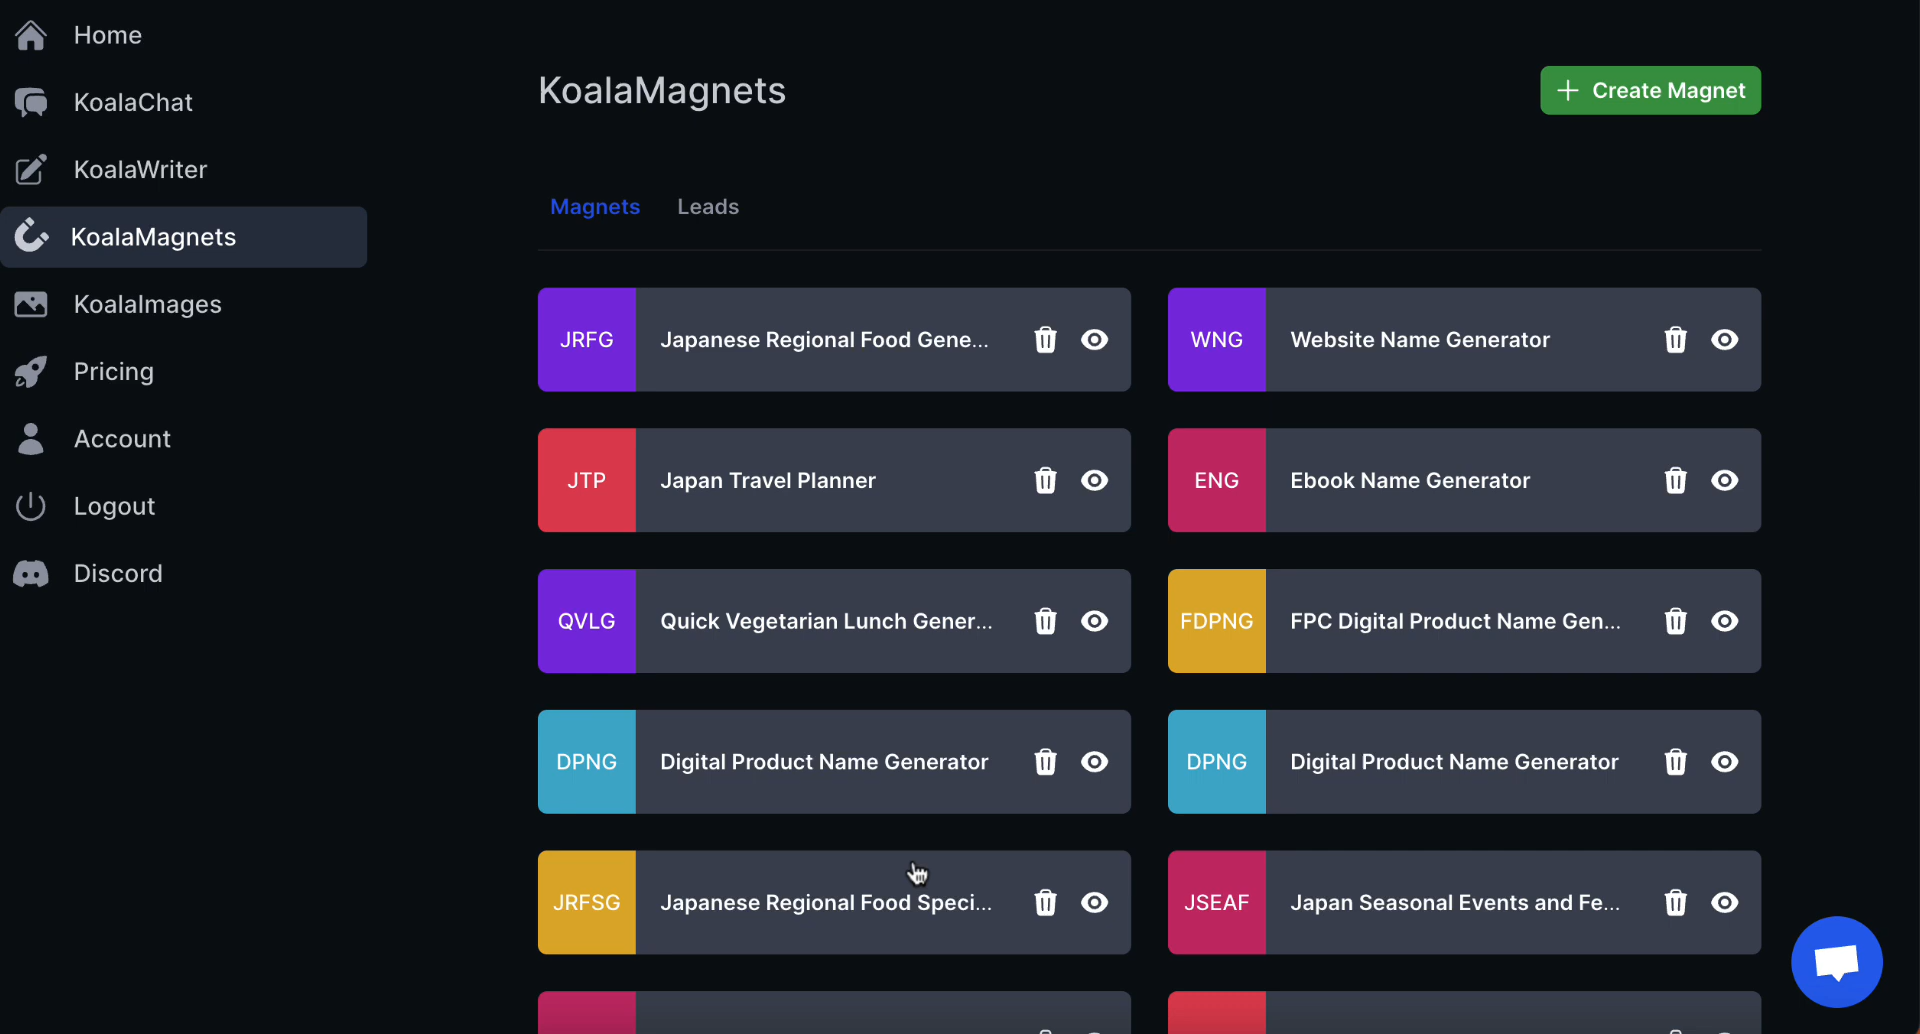 Home
KoalaChat
KoalaWriter
KoalaMagnets
KoalaImages
Pricing
Account
Logout
Discord
KoalaMagnets
Create Magnet
Magnets Leads
JRFG Japanese Regional Food Gene...
WNG Website Name Generator
JTP Japan Travel Planner
ENG Ebook Name Generator
QVLG Quick Vegetarian Lunch Gener...
FDPNG FPC Digital Product Name Gen...
DPNG Digital Product Name Generator
DPNG Digital Product Name Generator
JRFSG Japanese Regional Food Speci...
JSEAF Japan Seasonal Events and Fe...